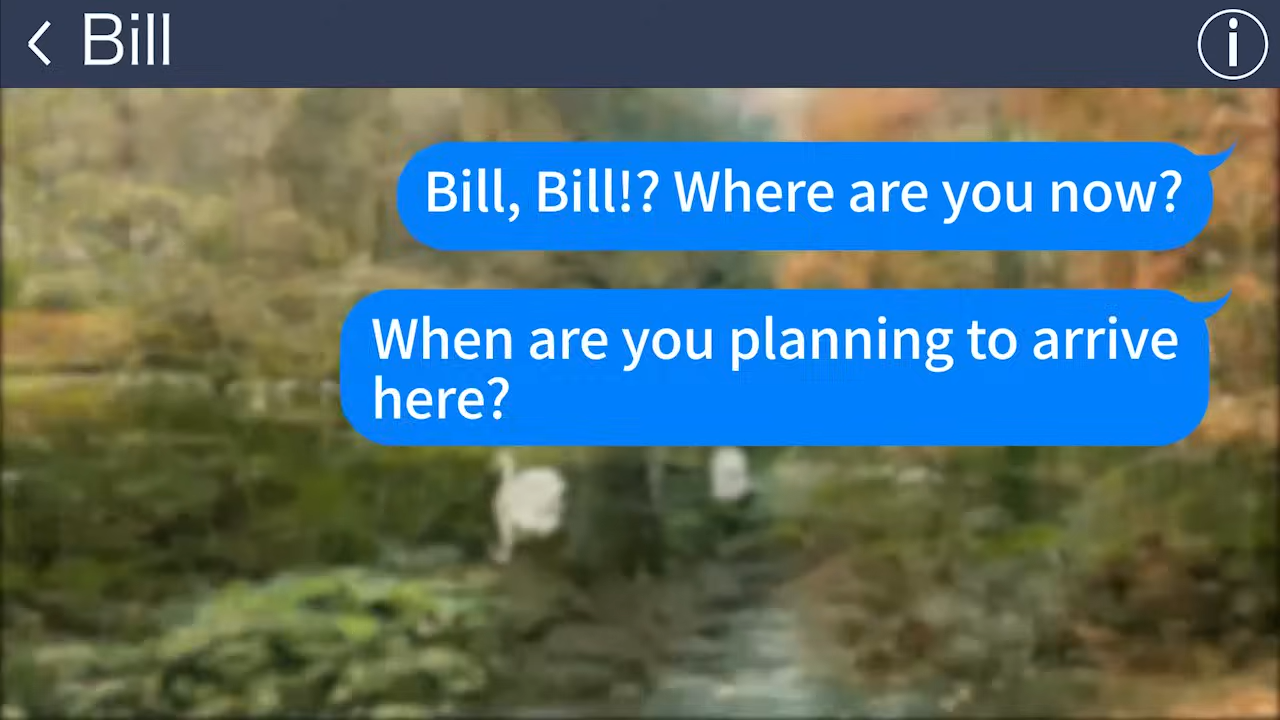 Bill
Bill, Bill!? Where are you now?
When are you planning to arrive
here?